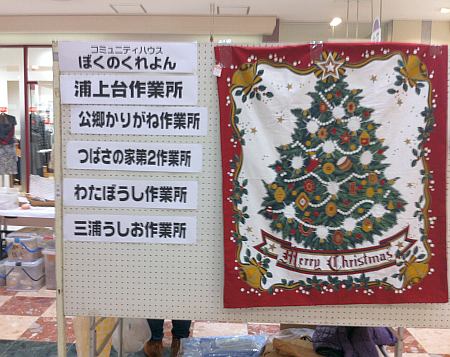 コミュニティハウス
ぼくのくれよん
浦上台作業所
公郷かりがね作業所
つばさの家第2作業所
わたぼうし作業所
三浦うしお作業所
Merry Christmas